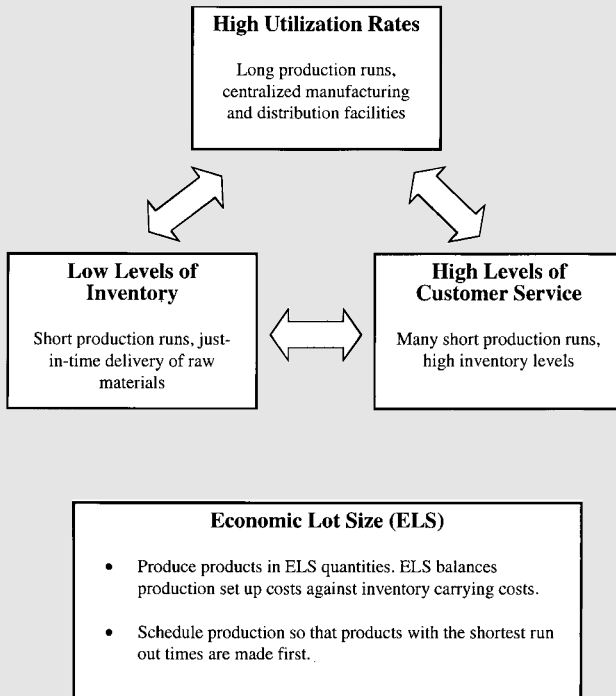 High Utilization Rates
Long production runs,
centralized manufacturing
and distribution facilities
Low Levels of
Inventory
Short production runs, just-
in-time delivery of raw
materials
High Levels of
Customer Service
Many short production runs,
high inventory levels
Economic Lot Size (ELS)
• Produce products in ELS quantities. ELS balances
production set up costs against inventory carrying costs.
• Schedule production so that products with the shortest run
out times are made first.